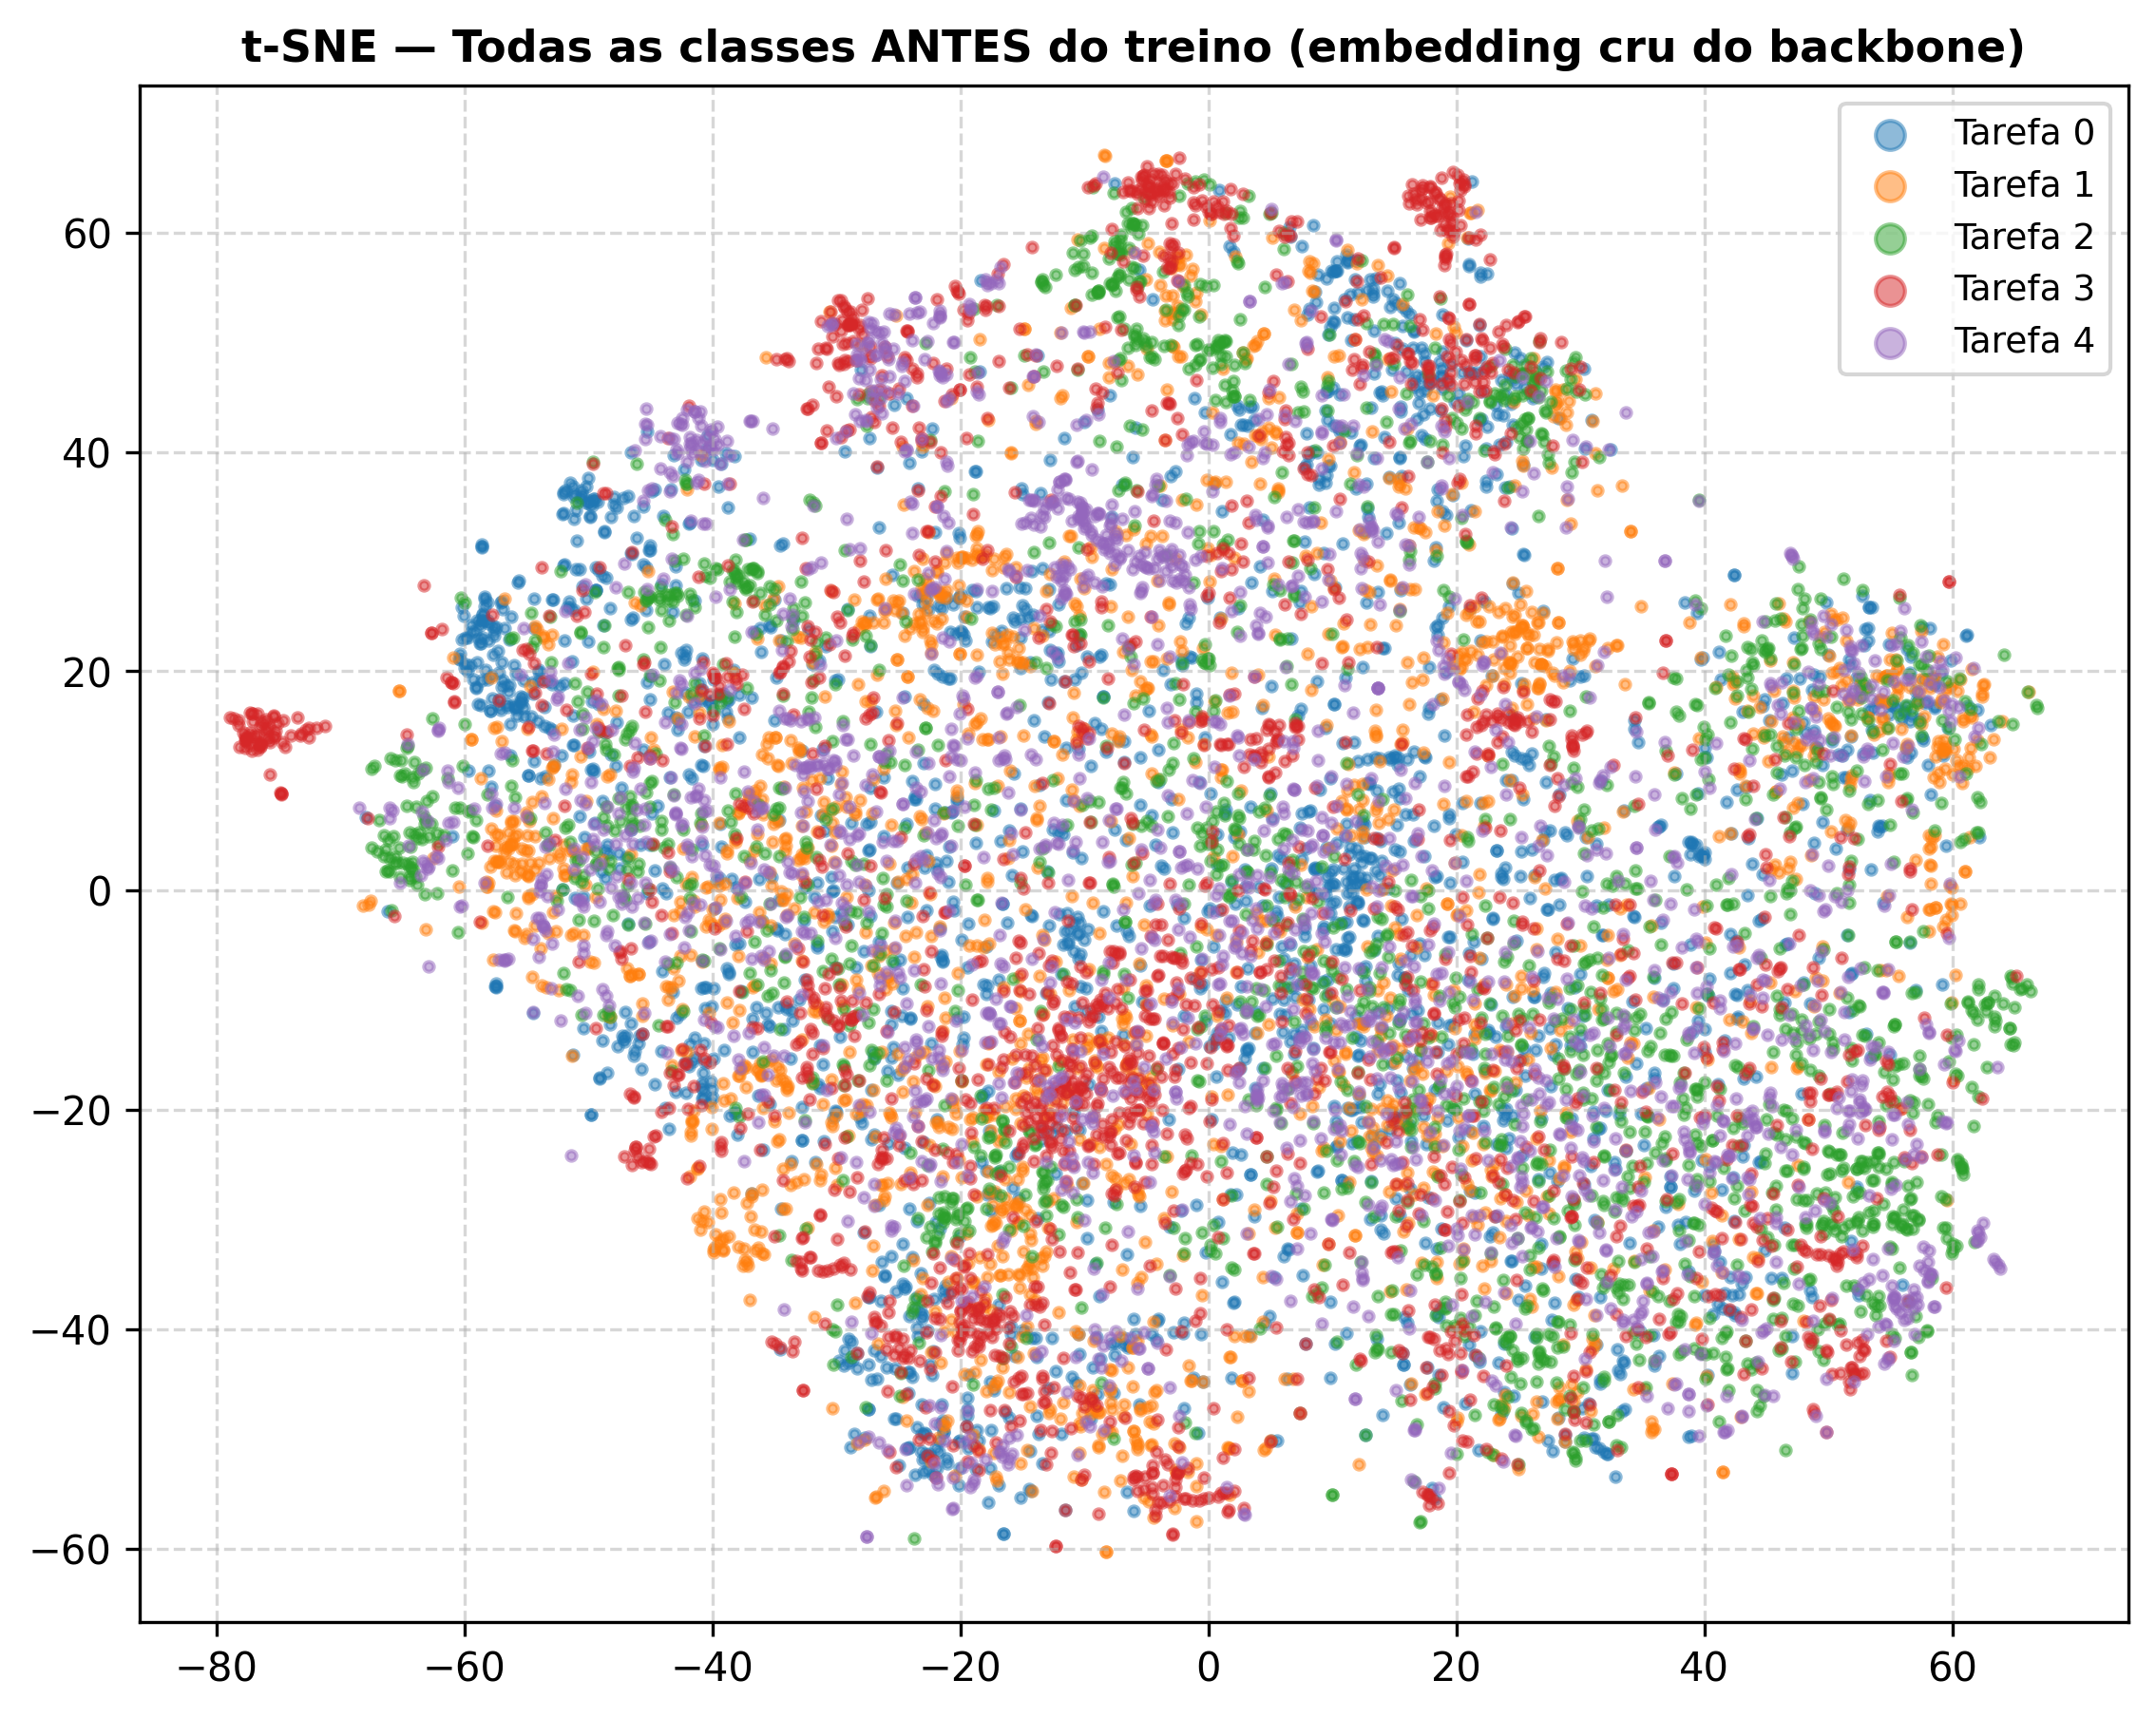 t-SNE — Todas as classes ANTES do treino (embedding cru do backbone)
Tarefa 0
Tarefa 1
Tarefa 2
Tarefa 3
Tarefa 4
60
40
20
0
−20
−40
−60
−80 −60 −40 −20 0 20 40 60